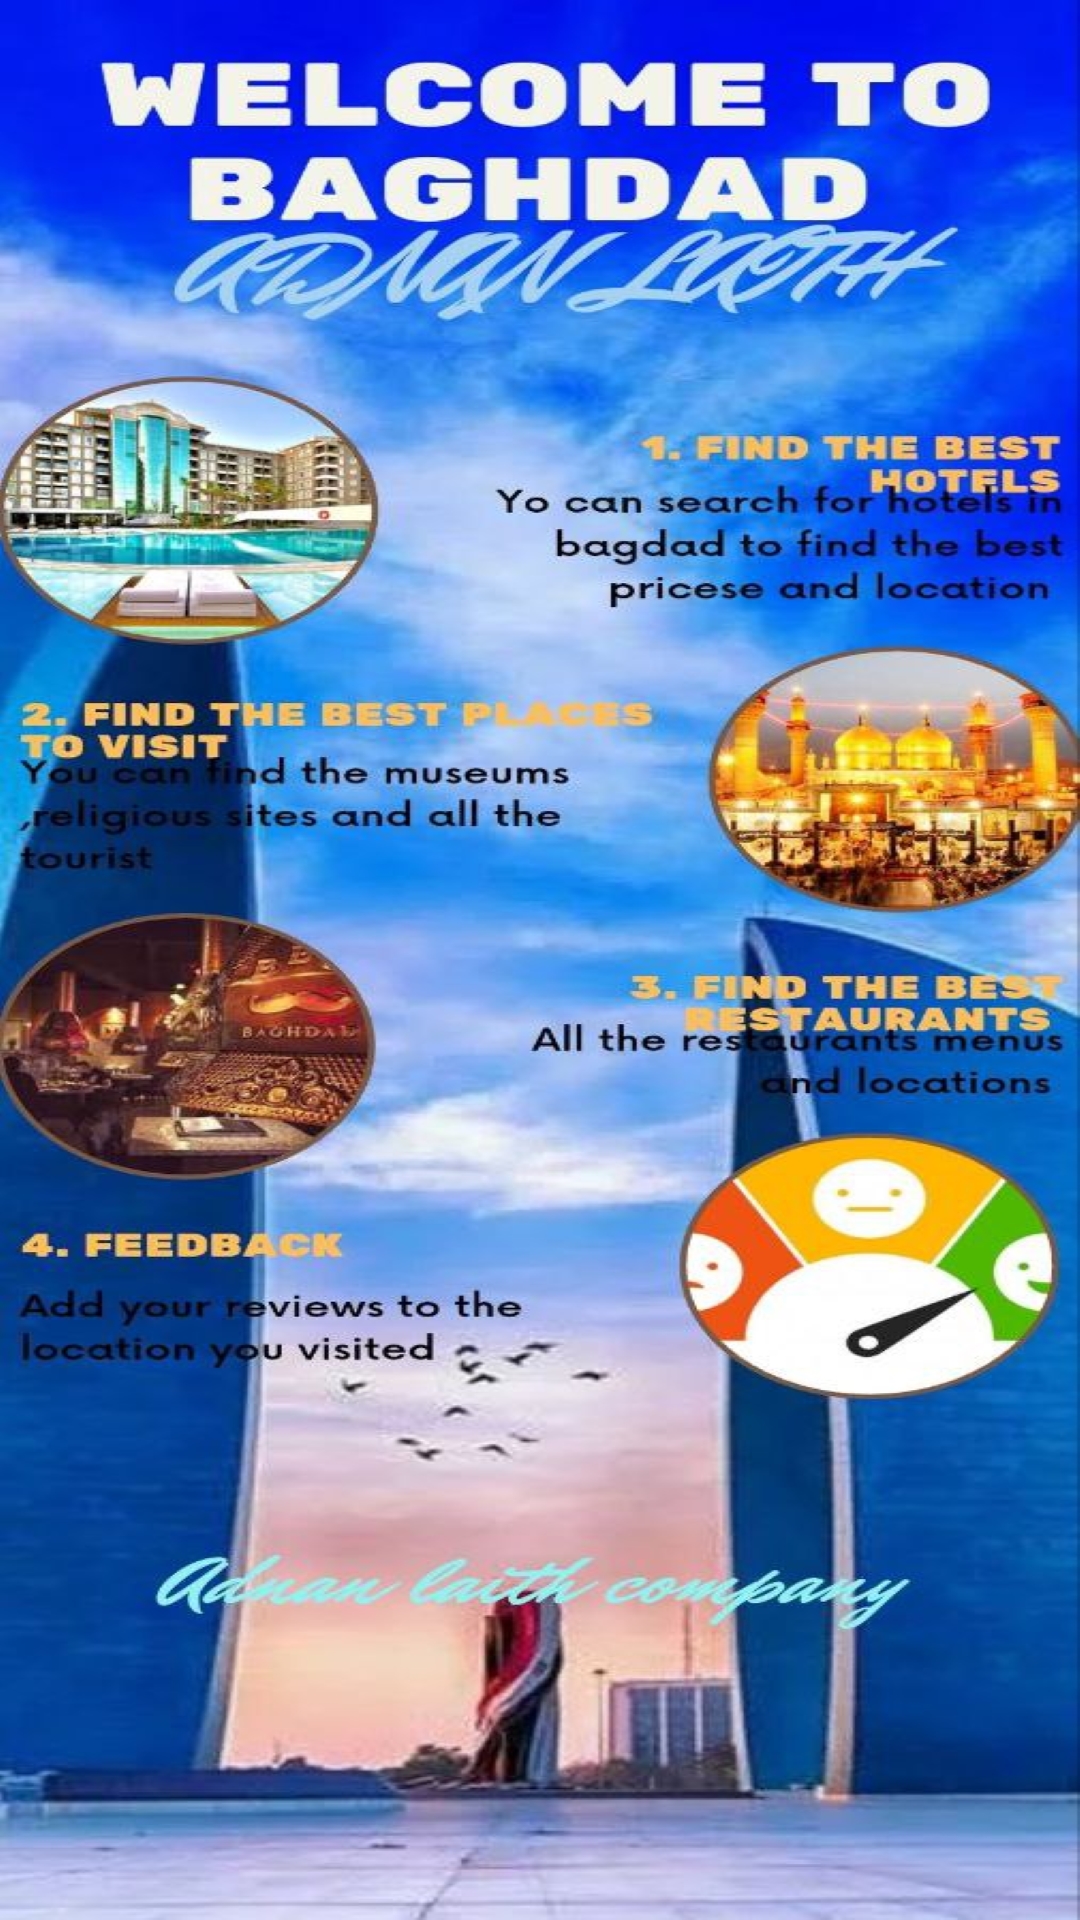 WELCOME TO
BAGHDAD
ADNAN LAITH
1. FIND THE BEST
HOTELS
Yo can search for hotels in
bagdad to find the best
pricese and location
2. FIND THE BEST PLACES
TO VISIT
You can find the museums
,religious sites and all the
tourist
BAGHDAD
3. FIND THE BEST
RESTAURANTS
All the restaurants menus
and locations
4. FEEDBACK
Add your reviews to the
location you visited
Adnan laith company